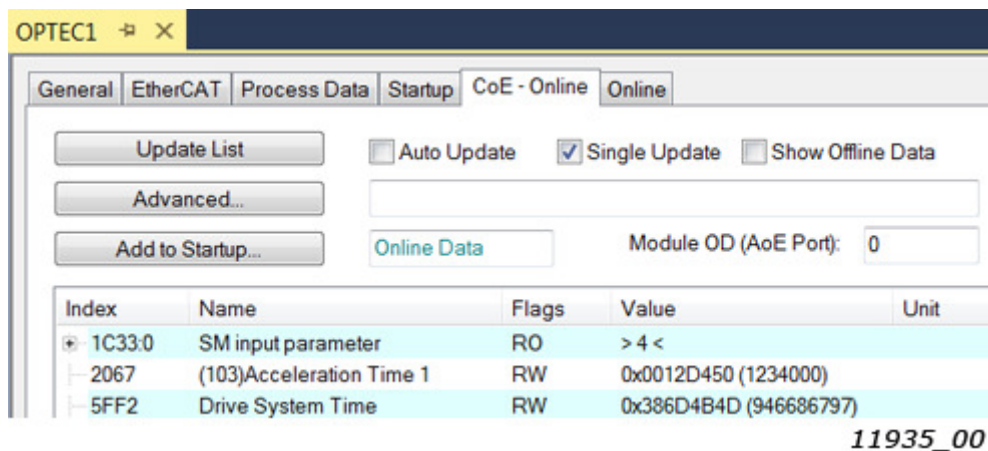 OPTEC1
General EtherCAT Process Data Startup CoE - Online Online
Update List Auto Update Single Update Show Offline Data
Advanced...
Add to Startup... Online Data Module OD (AoE Port): 0
Index Name Flags Value Unit
1C33:0 SM input parameter RO > 4 <
2067 (103)Acceleration Time 1 RW 0x0012D450 (1234000)
5FF2 Drive System Time RW 0x386D4B4D (946686797)
11935_00